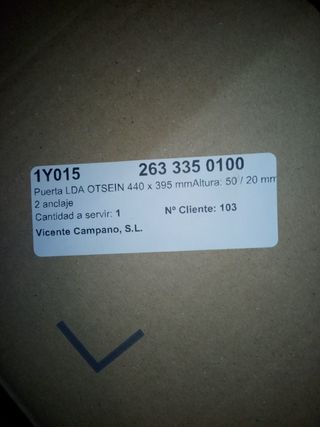 1Y015 263 335 0100
Puerta LDA OTSEIN 440 x 395 mmAltura: 50 / 20 mm
2 anclaje
Cantidad a servir: 1 Nº Cliente: 103
Vicente Campano, S.L.